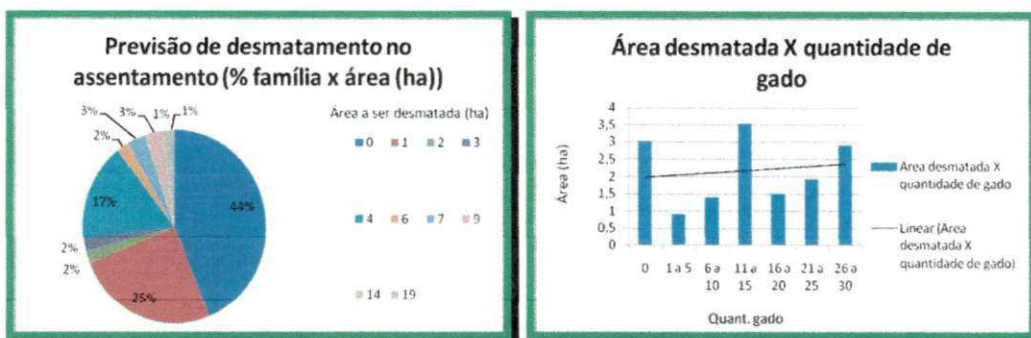 Previsão de desmatamento no
assentamento (% família x área (ha))
3%
3%
1%
1%
2%
17%
44%
2%
2%
25%
Área a ser desmatada (ha)
0 1 2 3
4 6 7 9
14 19
Área desmatada X quantidade de
gado
Área (ha)
4
3,5
3
2,5
2
1,5
1
0,5
0
0 1 a 5 6 a 11 a 16 a 21 a 26 a
10 15 20 25 30
Quant. gado
Área desmatada X
quantidade de gado
Linear (Área
desmatada X
quantidade de gado)